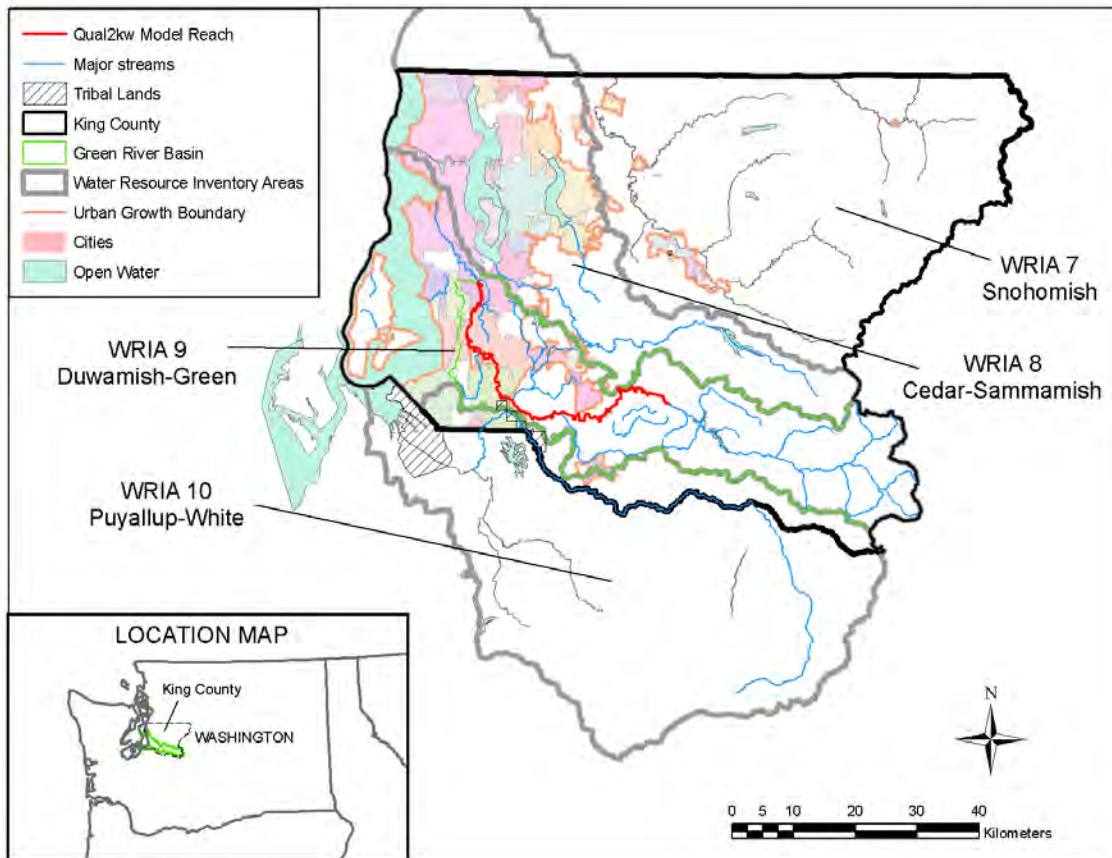 Qual2kw Model Reach
Major streams
Tribal Lands
King County
Green River Basin
Water Resource Inventory Areas
Urban Growth Boundary
Cities
Open Water
WRIA 7
Snohomish
WRIA 9
Duwamish-Green
WRIA 8
Cedar-Sammamish
WRIA 10
Puyallup-White
LOCATION MAP
King County
WASHINGTON
N
0 5 10 20 30 40
Kilometers